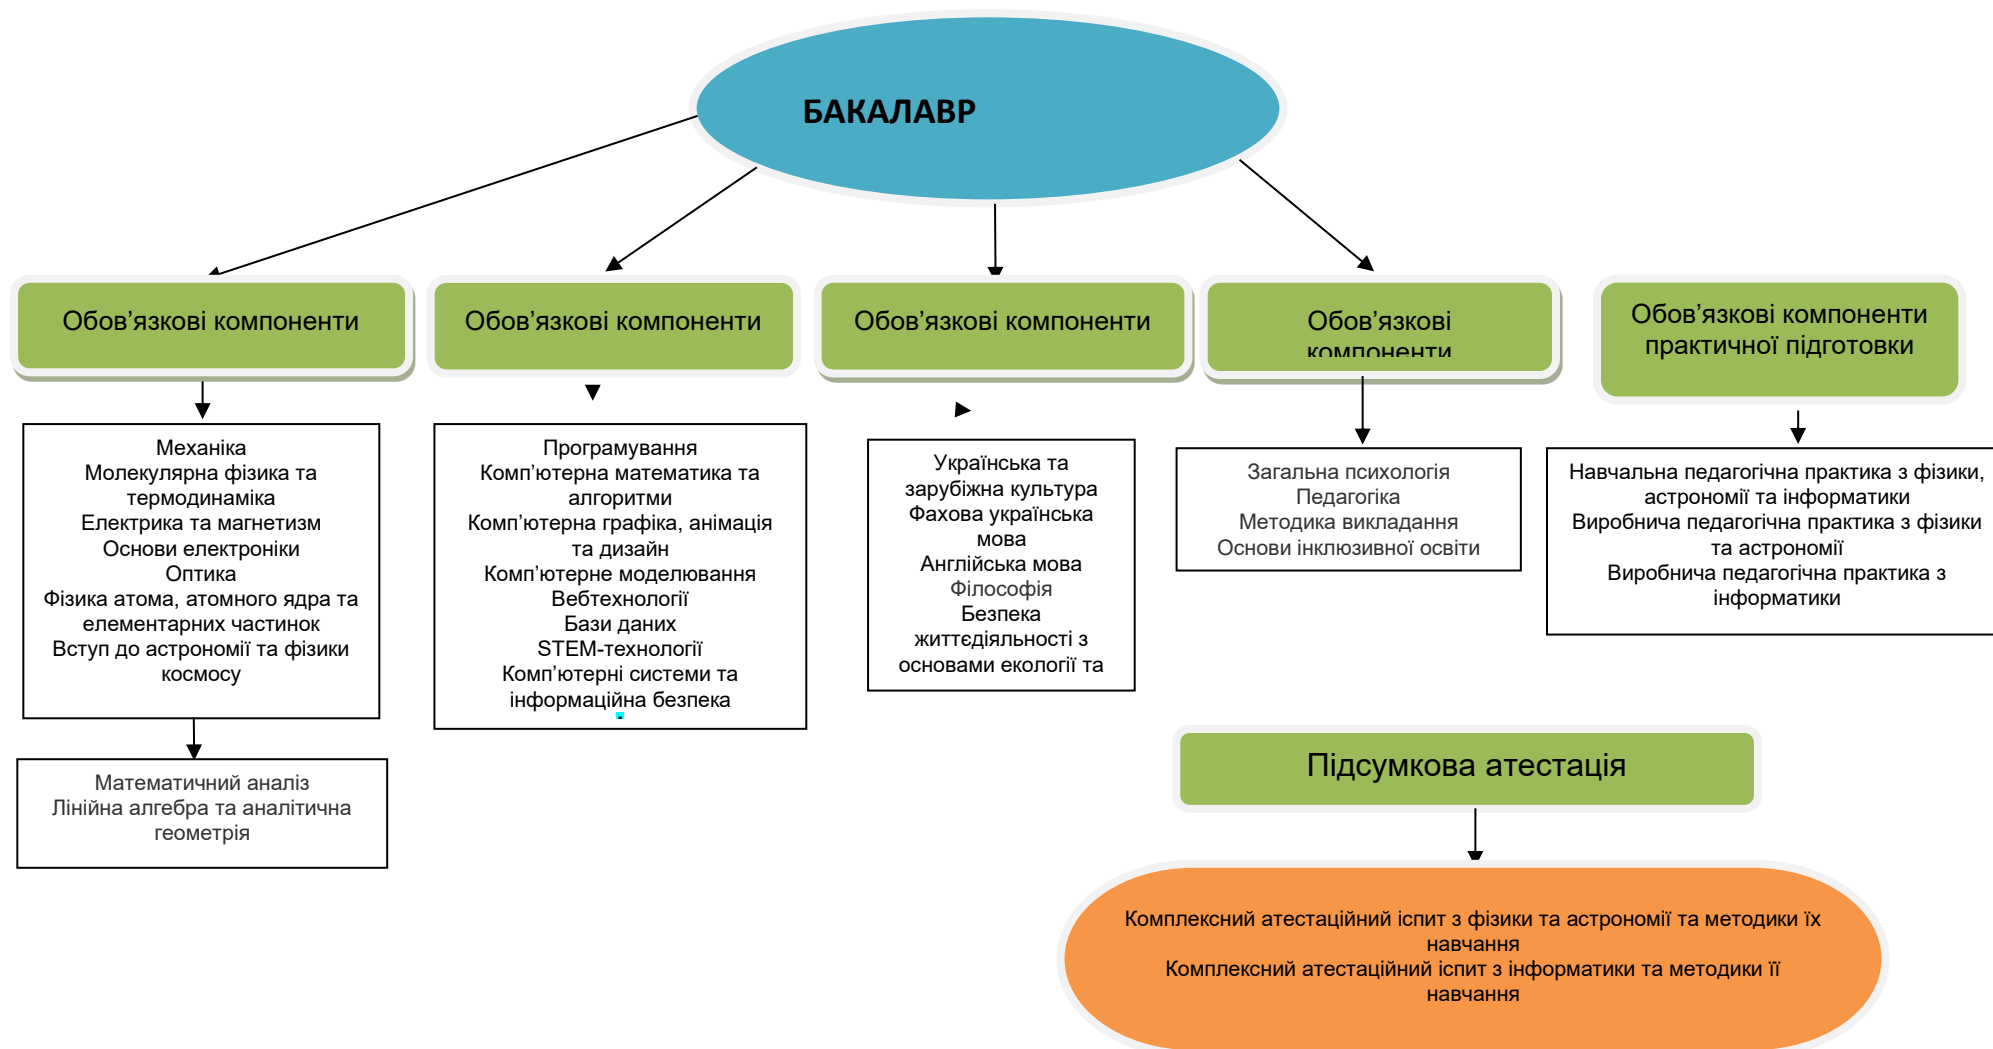 БАКАЛАВР
Обов’язкові компоненти
Обов’язкові компоненти
Обов’язкові компоненти
Обов’язкові
компоненти
Обов’язкові компоненти
практичної підготовки
Механіка
Молекулярна фізика та
термодинаміка
Електрика та магнетизм
Основи електроніки
Оптика
Фізика атома, атомного ядра та
елементарних частинок
Вступ до астрономії та фізики
космосу
Програмування
Комп’ютерна математика та
алгоритми
Комп’ютерна графіка, анімація
та дизайн
Комп’ютерне моделювання
Вебтехнології
Бази даних
STEM-технології
Комп’ютерні системи та
інформаційна безпека
Українська та
зарубіжна культура
Фахова українська
мова
Англійська мова
Філософія
Безпека
життєдіяльності з
основами екології та
Загальна психологія
Педагогіка
Методика викладання
Основи інклюзивної освіти
Навчальна педагогічна практика з фізики,
астрономії та інформатики
Виробнича педагогічна практика з фізики
та астрономії
Виробнича педагогічна практика з
інформатики
Математичний аналіз
Лінійна алгебра та аналітична
геометрія
Підсумкова атестація
Комплексний атестаційний іспит з фізики та астрономії та методики їх
навчання
Комплексний атестаційний іспит з інформатики та методики її
навчання